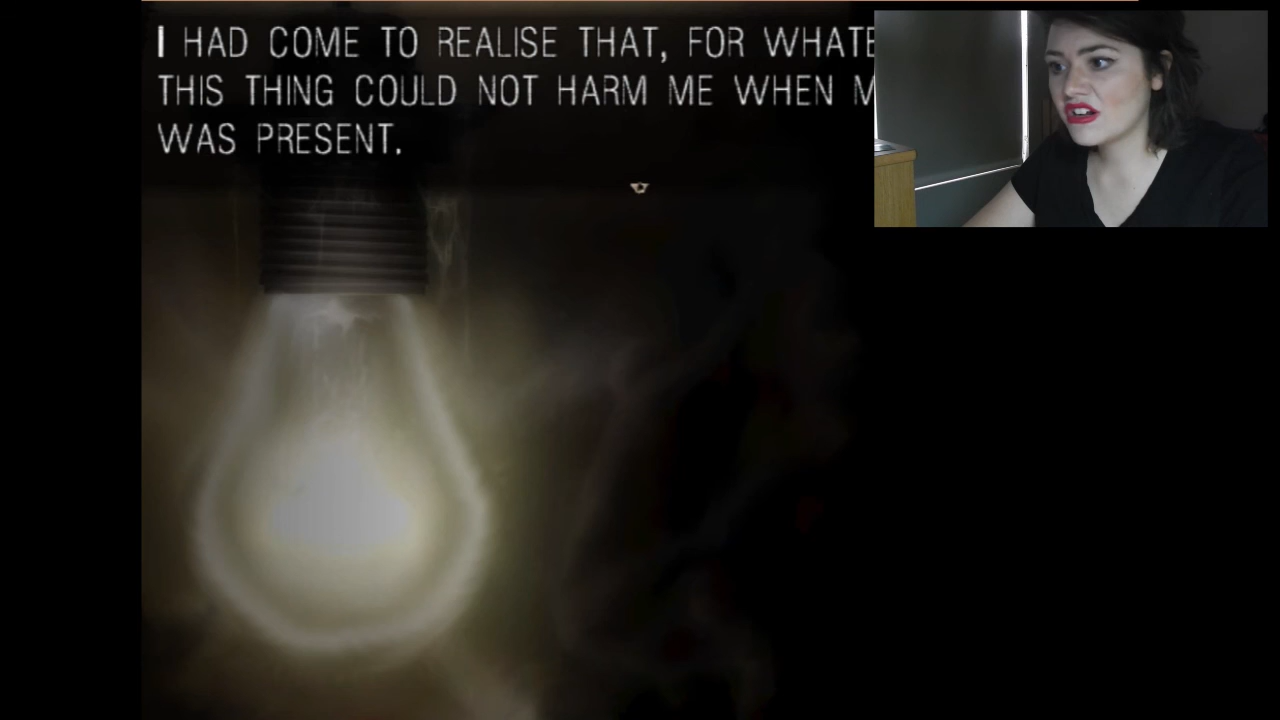 I HAD COME TO REALISE THAT, FOR
THIS THING COULD NOT HARM ME WHEN
WAS PRESENT.